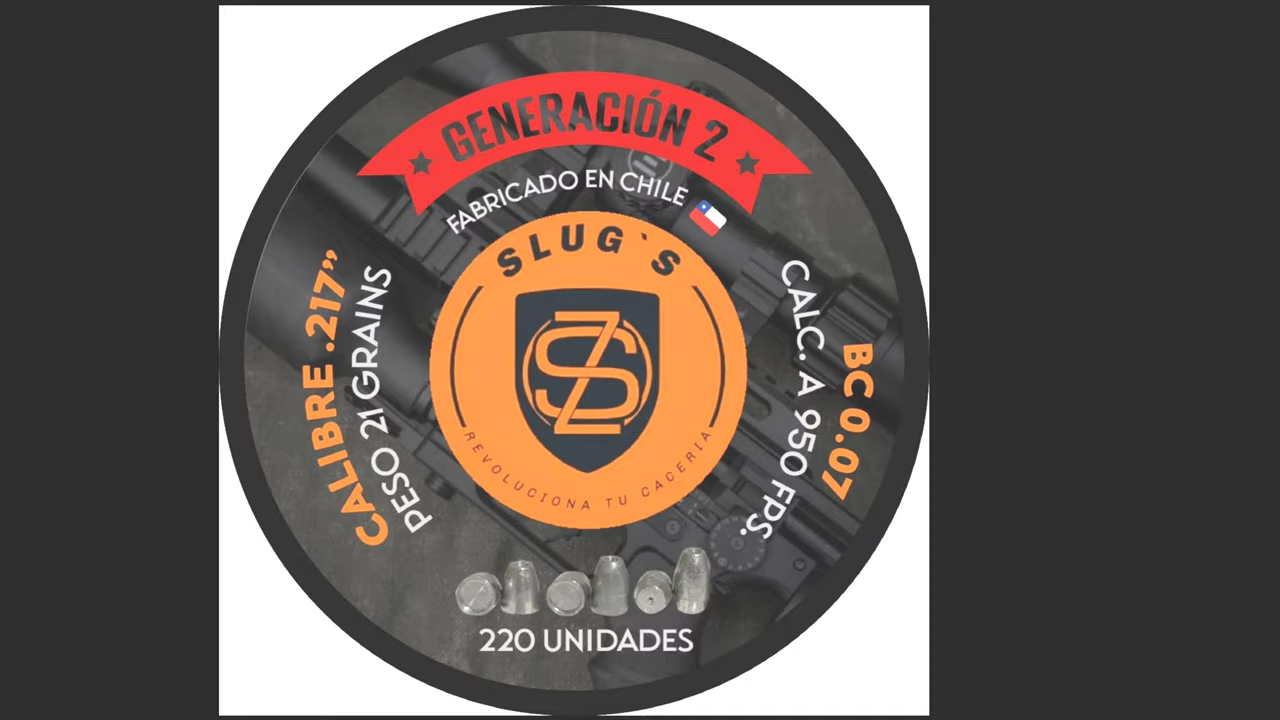 GENERACIÓN 2
FABRICADO EN CHILE
SLUG`S
ZS
REVOLUCIONA TU CACERIA
CALIBRE .217”
PESO 21 GRAINS
BC 0.07
CALC. A 950 FPS.
220 UNIDADES